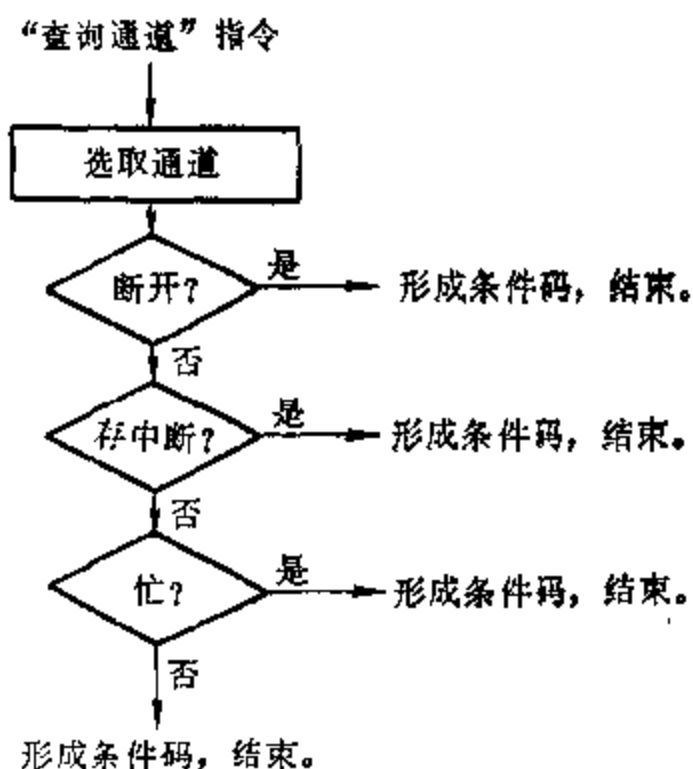 “查询通道”指令
选取通道
断开？
是
形成条件码，结束。
否
存中断？
是
形成条件码，结束。
否
忙？
是
形成条件码，结束。
否
形成条件码，结束。